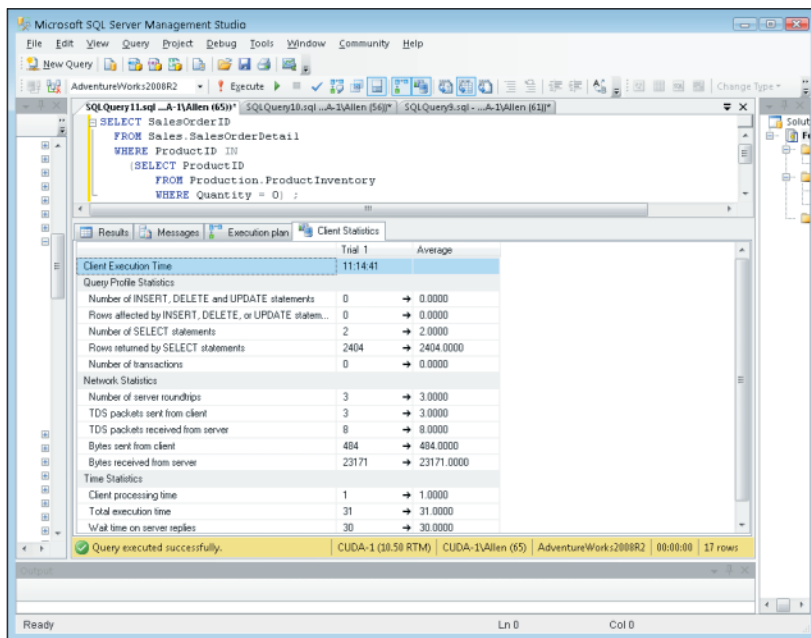 Microsoft SQL Server Management Studio
File Edit View Query Project Debug Tools Window Community Help
New Query
AdventureWorks2008R2 Execute Change Type
SQLQuery11.sql ...A-1\Allen (65))* SQLQuery10.sql ...A-1\Allen (56))* SQLQuery9.sql - ...A-1\Allen (61))*
SELECT SalesOrderID
FROM Sales.SalesOrderDetail
WHERE ProductID IN
(SELECT ProductID
FROM Production.ProductInventory
WHERE Quantity = 0) ;
Solut
Results Messages Execution plan Client Statistics
Trial 1 Average
Client Execution Time 11:14:41
Query Profile Statistics
Number of INSERT, DELETE and UPDATE statements 0 → 0.0000
Rows affected by INSERT, DELETE, or UPDATE statem... 0 → 0.0000
Number of SELECT statements 2 → 2.0000
Rows returned by SELECT statements 2404 → 2404.0000
Number of transactions 0 → 0.0000
Network Statistics
Number of server roundtrips 3 → 3.0000
TDS packets sent from client 3 → 3.0000
TDS packets received from server 8 → 8.0000
Bytes sent from client 484 → 484.0000
Bytes received from server 23171 → 23171.0000
Time Statistics
Client processing time 1 → 1.0000
Total execution time 31 → 31.0000
Wait time on server replies 30 → 30.0000
Query executed successfully. CUDA-1 (10.50 RTM) CUDA-1\Allen (65) AdventureWorks2008R2 00:00:00 17 rows
Output
Ready Ln 0 Col 0